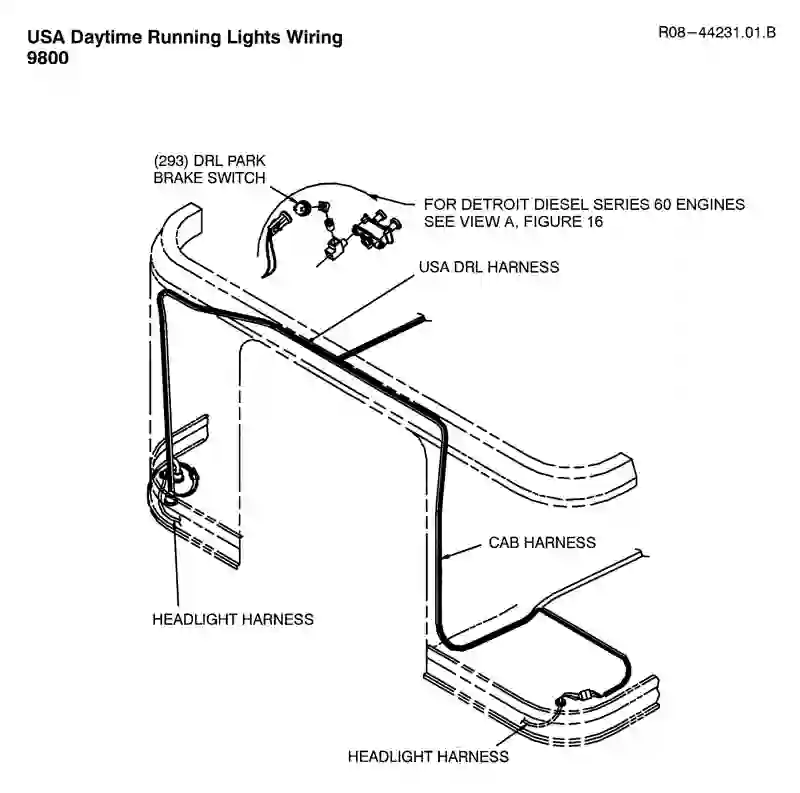 USA Daytime Running Lights Wiring
9800
R08-44231.01.B
(293) DRL PARK
BRAKE SWITCH
FOR DETROIT DIESEL SERIES 60 ENGINES
SEE VIEW A, FIGURE 16
USA DRL HARNESS
CAB HARNESS
HEADLIGHT HARNESS
HEADLIGHT HARNESS